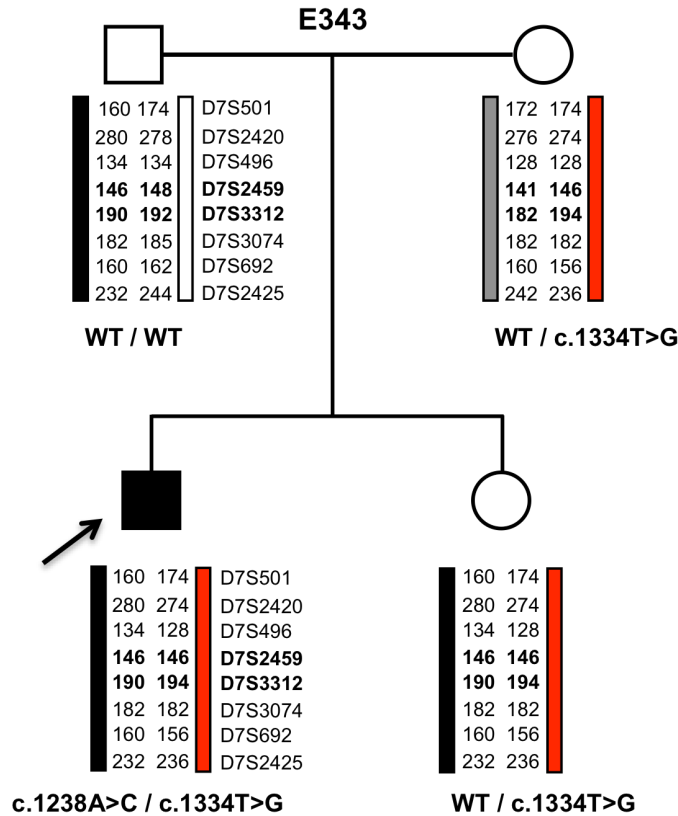 E343
160 174 D7S501
280 278 D7S2420
134 134 D7S496
146 148 D7S2459
190 192 D7S3312
182 185 D7S3074
160 162 D7S692
232 244 D7S2425
WT / WT
172 174
276 274
128 128
141 146
182 194
182 182
160 156
242 236
WT / c.1334T>G
160 174 D7S501
280 274 D7S2420
134 128 D7S496
146 146 D7S2459
190 194 D7S3312
182 182 D7S3074
160 156 D7S692
232 236 D7S2425
c.1238A>C / c.1334T>G
160 174
280 274
134 128
146 146
190 194
182 182
160 156
232 236
WT / c.1334T>G